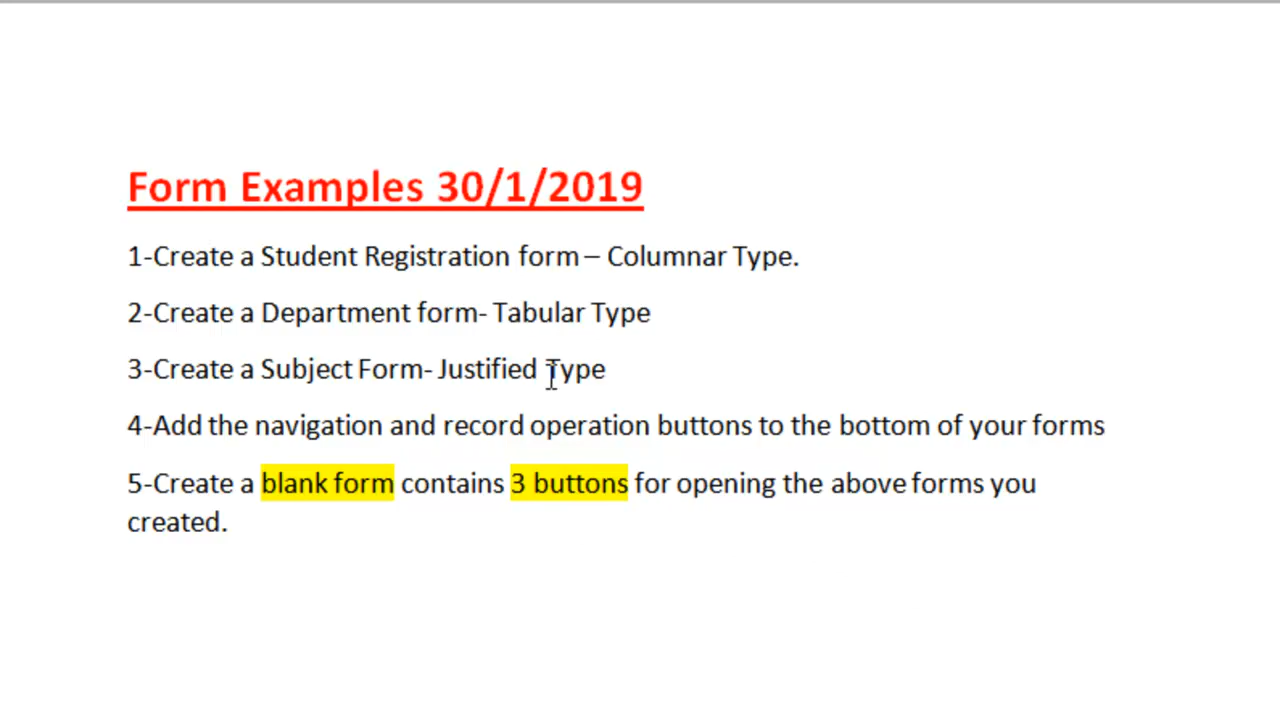 Form Examples 30/1/2019
1-Create a Student Registration form – Columnar Type.
2-Create a Department form- Tabular Type
3-Create a Subject Form- Justified Type
4-Add the navigation and record operation buttons to the bottom of your forms
5-Create a blank form contains 3 buttons for opening the above forms you
created.